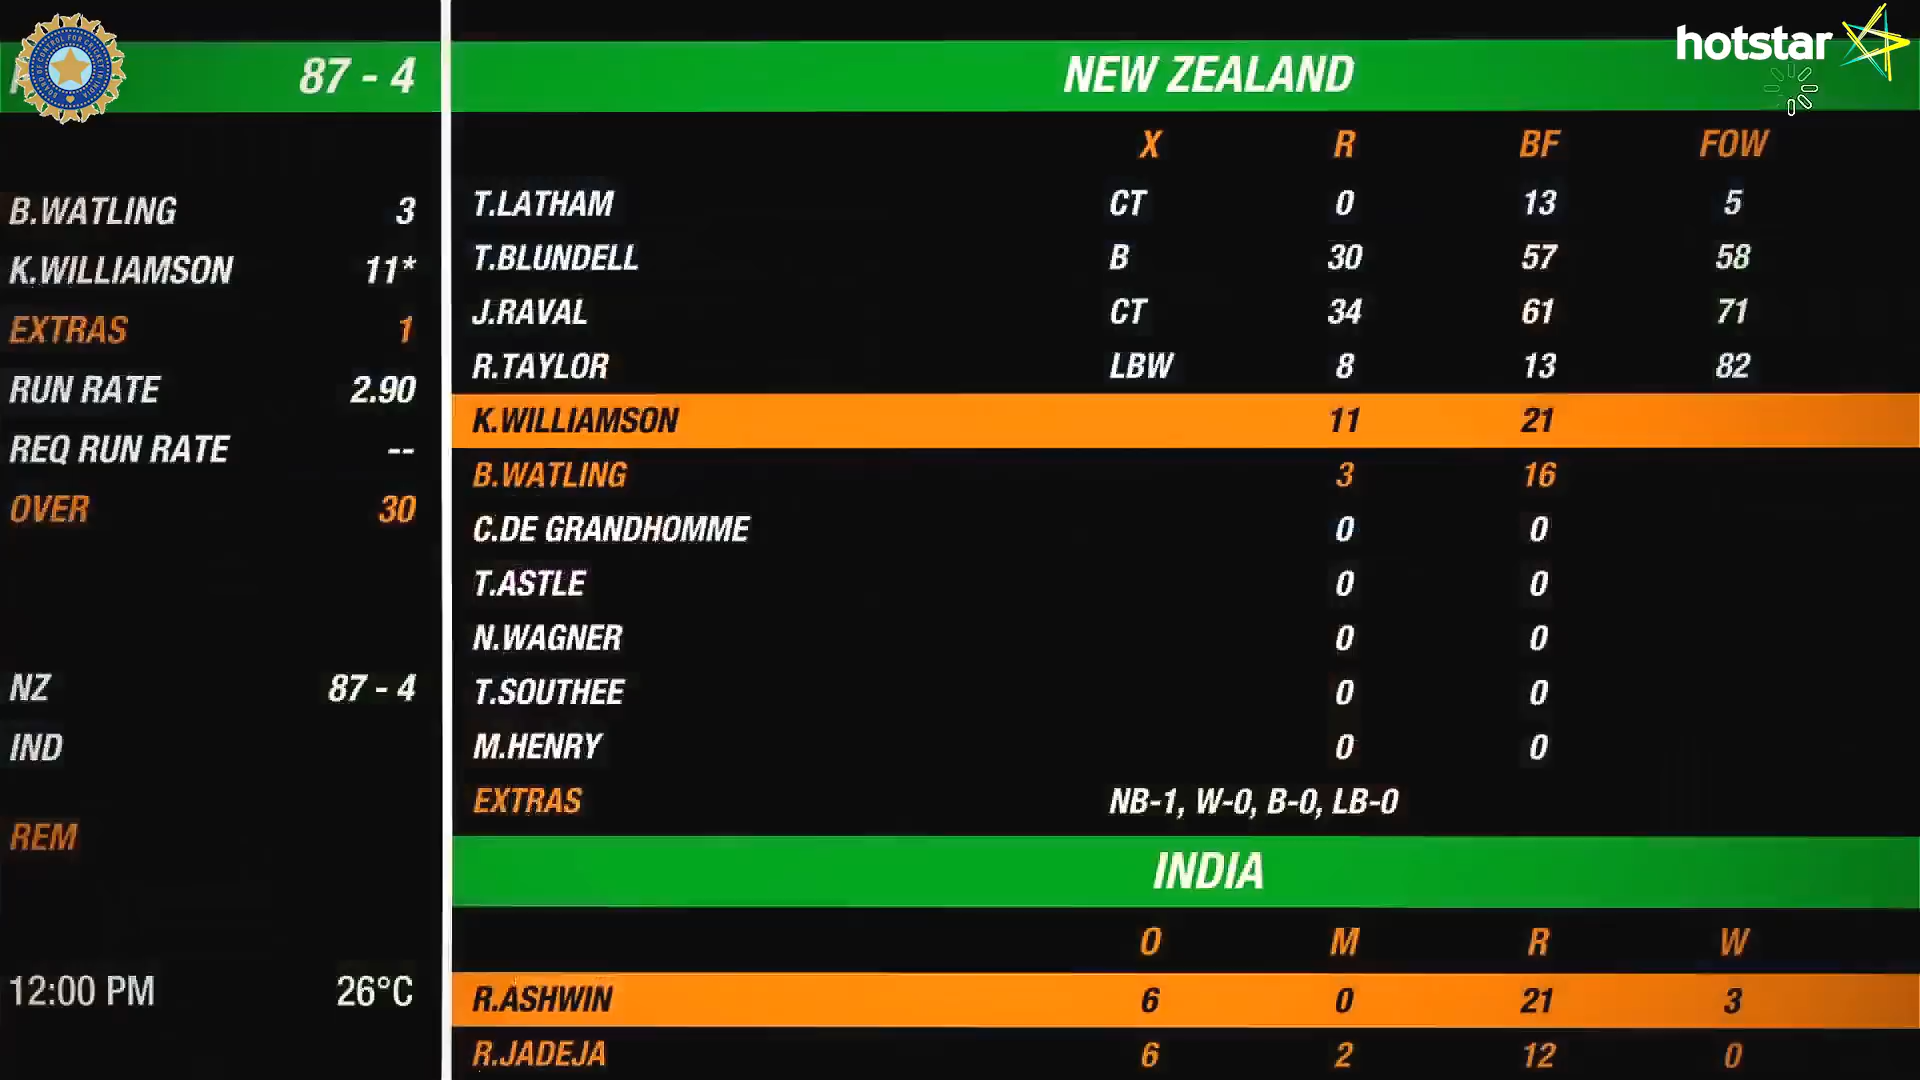 hotstar
87 - 4
B.WATLING 3
K.WILLIAMSON 11*
EXTRAS 1
RUN RATE 2.90
REQ RUN RATE --
OVER 30
NZ 87 - 4
IND
REM
12:00 PM 26°C
NEW ZEALAND
X R BF FOW
T.LATHAM CT 0 13 5
T.BLUNDELL B 30 57 58
J.RAVAL CT 34 61 71
R.TAYLOR LBW 8 13 82
K.WILLIAMSON 11 21
B.WATLING 3 16
C.DE GRANDHOMME 0 0
T.ASTLE 0 0
N.WAGNER 0 0
T.SOUTHEE 0 0
M.HENRY 0 0
EXTRAS NB-1, W-0, B-0, LB-0
INDIA
O M R W
R.ASHWIN 6 0 21 3
R.JADEJA 6 2 12 0